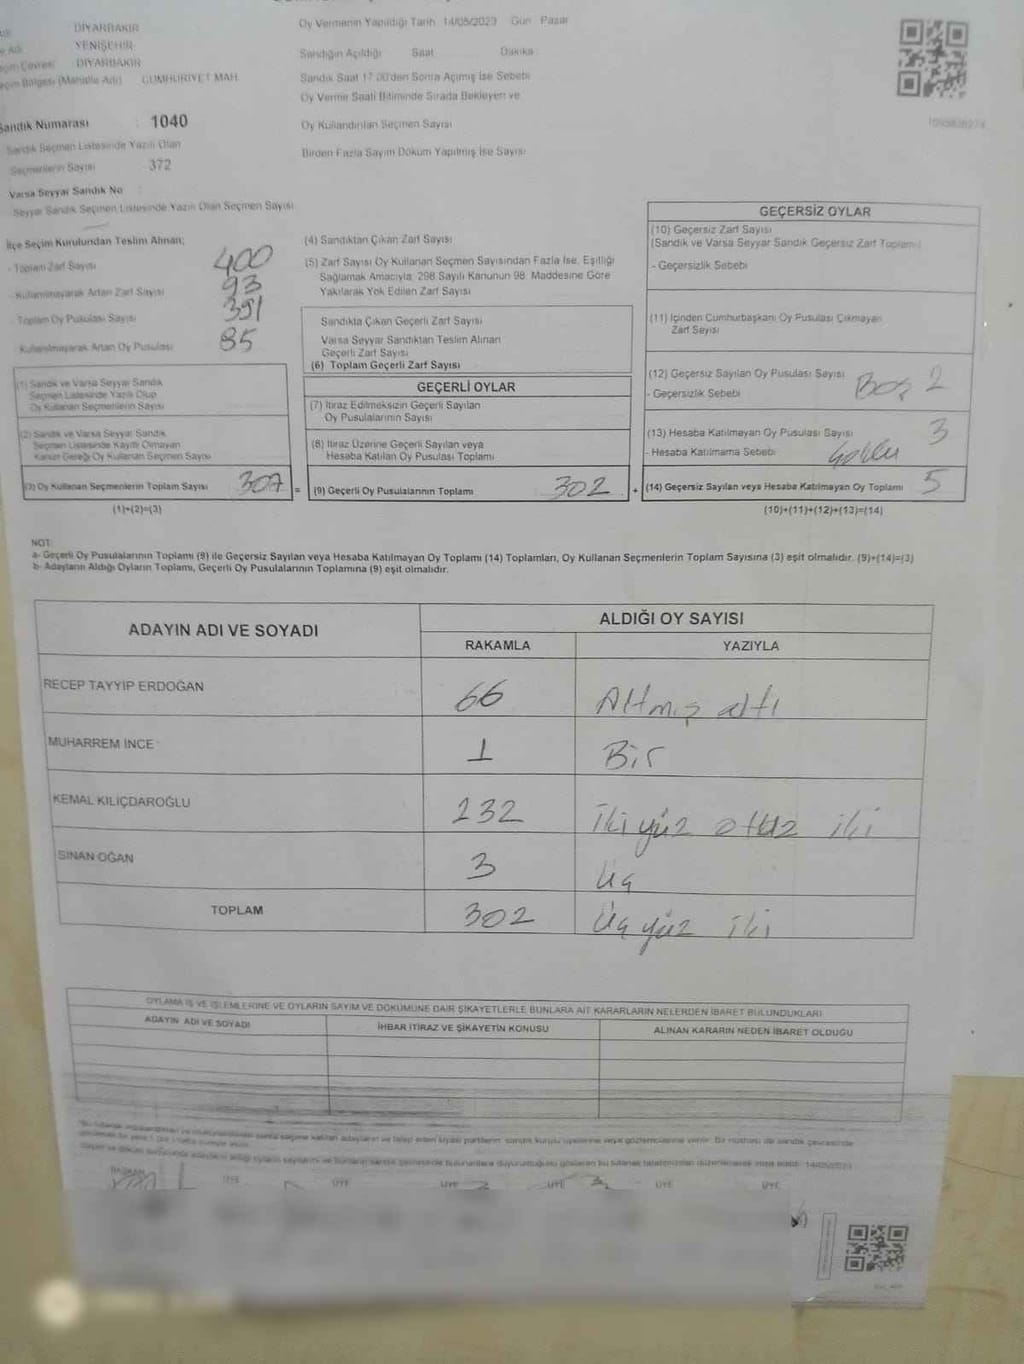 DİYARBAKIR
YENİŞEHİR
DİYARBAKIR
Seçim Bölgesi (Mahalle Adı) CUMHURİYET MAH.
Sandık Numarası : 1040
Sandık Seçmen Listesinde Yazılı Olan
Seçmenlerin Sayısı : 372
Varsa Seyyar Sandık No :
Seyyar Sandık Seçmen Listesinde Yazılı Olan Seçmen Sayısı
Oy Vermenin Yapıldığı Tarih 14/05/2023 Gün Pazar
Sandığın Açıldığı Saat Dakika
Sandık Saat 17.00'den Sonra Açılmış İse Sebebi
Oy Verme Saati Bitiminde Sırada Bekleyen ve
Oy Kullandırılan Seçmen Sayısı
Birden Fazla Sayım Döküm Yapılmış İse Sayısı
İlçe Seçim Kurulundan Teslim Alınan;
- Toplam Zarf Sayısı 400
- Kullanılmayarak Artan Zarf Sayısı 93
- Toplam Oy Pusulası Sayısı 391
- Kullanılmayarak Artan Oy Pusulası 85
(1) Sandık ve Varsa Seyyar Sandık
Seçmen Listesinde Yazılı Olup
Oy Kullanan Seçmenlerin Sayısı
(2) Sandık ve Varsa Seyyar Sandık
Seçmen Listesinde Kayıtlı Olmayan
Kanun Gereği Oy Kullanan Seçmen Sayısı
(3) Oy Kullanan Seçmenlerin Toplam Sayısı 307
(1)+(2)=(3)
(4) Sandıktan Çıkan Zarf Sayısı
(5) Zarf Sayısı Oy Kullanan Seçmen Sayısından Fazla İse, Eşitliği
Sağlamak Amacıyla, 298 Sayılı Kanunun 98. Maddesine Göre
Yakılarak Yok Edilen Zarf Sayısı
Sandıkta Çıkan Geçerli Zarf Sayısı
Varsa Seyyar Sandıktan Teslim Alınan
Geçerli Zarf Sayısı
(6) Toplam Geçerli Zarf Sayısı
GEÇERLİ OYLAR
(7) İtiraz Edilmeksizin Geçerli Sayılan
Oy Pusulalarının Sayısı
(8) İtiraz Üzerine Geçerli Sayılan veya
Hesaba Katılan Oy Pusulası Toplamı
= (9) Geçerli Oy Pusulalarının Toplamı 302
GEÇERSİZ OYLAR
(10) Geçersiz Zarf Sayısı
(Sandık ve Varsa Seyyar Sandık Geçersiz Zarf Toplamı)
- Geçersizlik Sebebi
(11) İçinden Cumhurbaşkanı Oy Pusulası Çıkmayan
Zarf Sayısı
(12) Geçersiz Sayılan Oy Pusulası Sayısı
- Geçersizlik Sebebi Boş 2
(13) Hesaba Katılmayan Oy Pusulası Sayısı 3
- Hesaba Katılmama Sebebi
+ (14) Geçersiz Sayılan veya Hesaba Katılmayan Oy Toplamı 5
(10)+(11)+(12)+(13)=(14)
NOT:
a- Geçerli Oy Pusulalarının Toplamı (9) ile Geçersiz Sayılan veya Hesaba Katılmayan Oy Toplamı (14) Toplamları, Oy Kullanan Seçmenlerin Toplam Sayısına (3) eşit olmalıdır. (9)+(14)=(3)
b- Adayların Aldığı Oyların Toplamı, Geçerli Oy Pusulalarının Toplamına (9) eşit olmalıdır.
ADAYIN ADI VE SOYADI ALDIĞI OY SAYISI
RAKAMLA YAZIYLA
RECEP TAYYİP ERDOĞAN 66 Altmış altı
MUHARREM İNCE 1 Bir
KEMAL KILIÇDAROĞLU 232 İki yüz otuz iki
SİNAN OĞAN 3 Üç
TOPLAM 302 Üç yüz iki
OYLAMA İŞ VE İŞLEMLERİNE VE OYLARIN SAYIM VE DÖKÜMÜNE DAİR ŞİKAYETLERLE BUNLARA AİT KARARLARIN NELERDEN İBARET BULUNDUKLARI
ADAYIN ADI VE SOYADI İHBAR İTİRAZ VE ŞİKAYETİN KONUSU ALINAN KARARIN NEDEN İBARET OLDUĞU
BAŞKAN ÜYE ÜYE ÜYE ÜYE ÜYE ÜYE